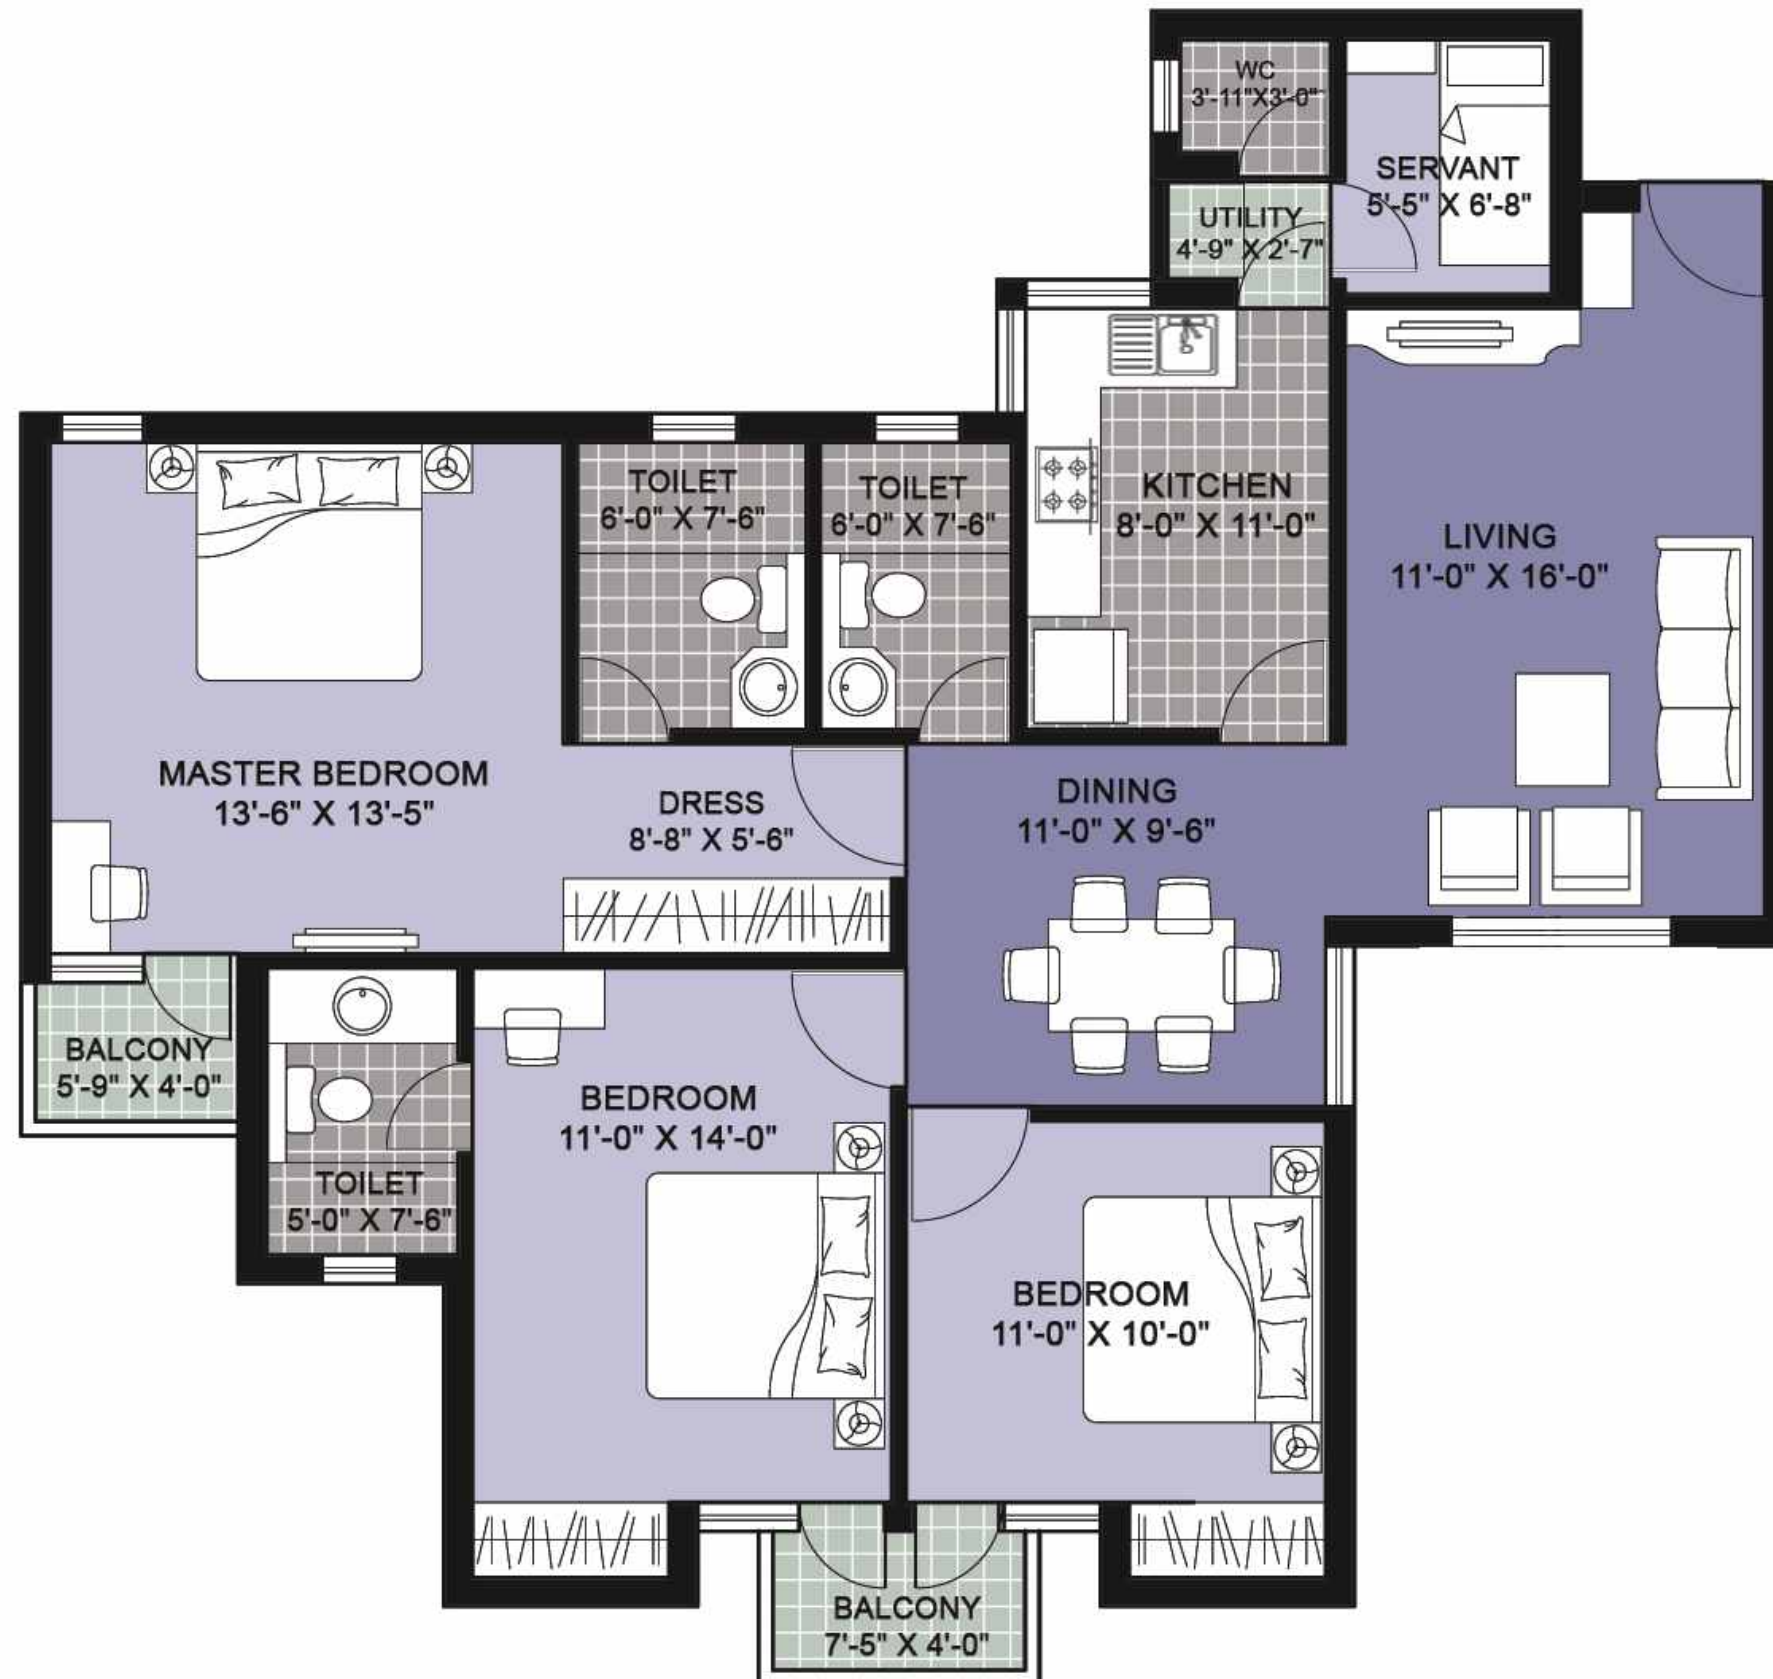 WC
3'-11"X3'-0"
SERVANT
5'-5" X 6'-8"
UTILITY
4'-9" X 2'-7"
TOILET
6'-0" X 7'-6"
TOILET
6'-0" X 7'-6"
KITCHEN
8'-0" X 11'-0"
LIVING
11'-0" X 16'-0"
MASTER BEDROOM
13'-6" X 13'-5"
DRESS
8'-8" X 5'-6"
DINING
11'-0" X 9'-6"
BALCONY
5'-9" X 4'-0"
BEDROOM
11'-0" X 14'-0"
TOILET
5'-0" X 7'-6"
BEDROOM
11'-0" X 10'-0"
BALCONY
7'-5" X 4'-0"